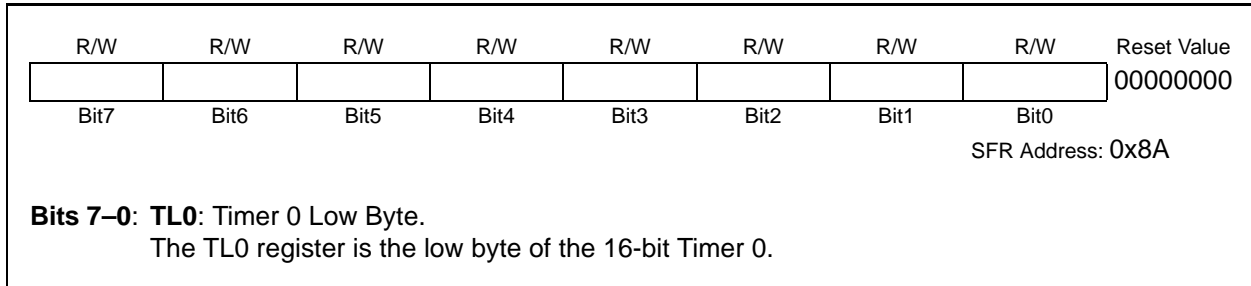 R/W R/W R/W R/W R/W R/W R/W R/W Reset Value
00000000
Bit7 Bit6 Bit5 Bit4 Bit3 Bit2 Bit1 Bit0
SFR Address: 0x8A
Bits 7–0: TL0: Timer 0 Low Byte.
The TL0 register is the low byte of the 16-bit Timer 0.